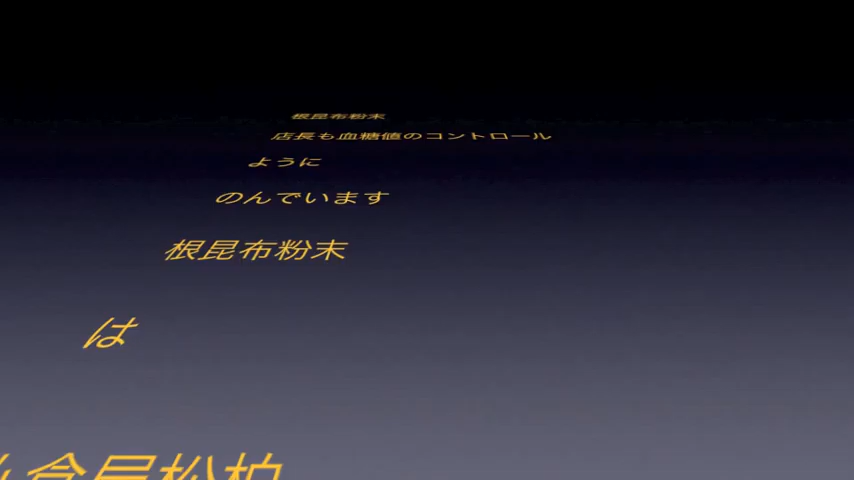 根昆布粉末
店長も血糖値のコントロール
ように
のんでいます
根昆布粉末
は